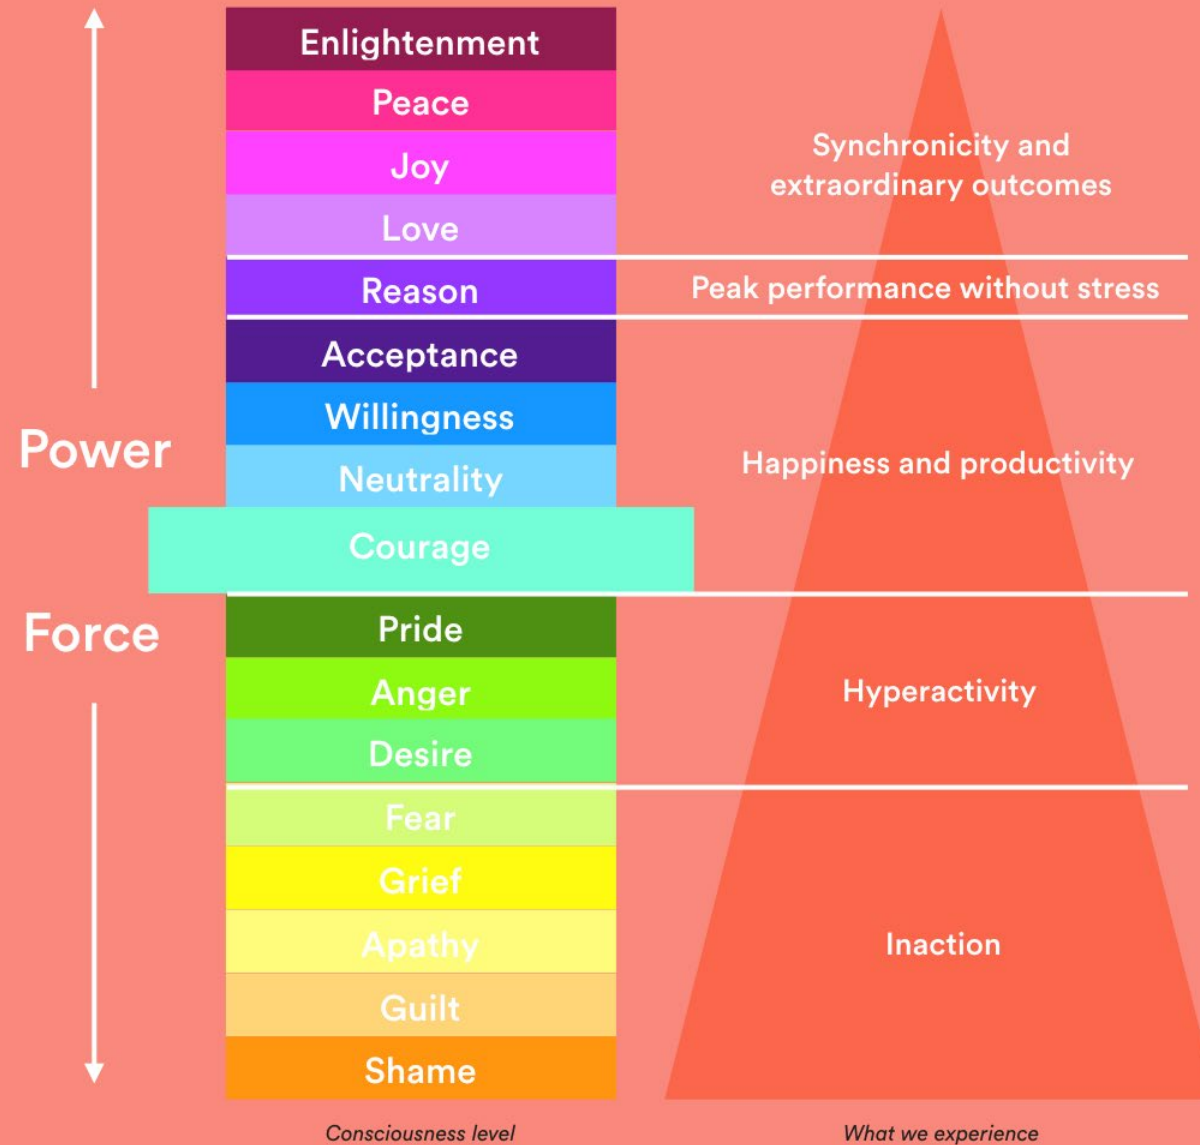 Enlightenment
Peace
Joy
Love
Reason
Acceptance
Willingness
Neutrality
Courage
Pride
Anger
Desire
Fear
Grief
Apathy
Guilt
Shame
Power
Force
Synchronicity and
extraordinary outcomes
Peak performance without stress
Happiness and productivity
Hyperactivity
Inaction
Consciousness level
What we experience